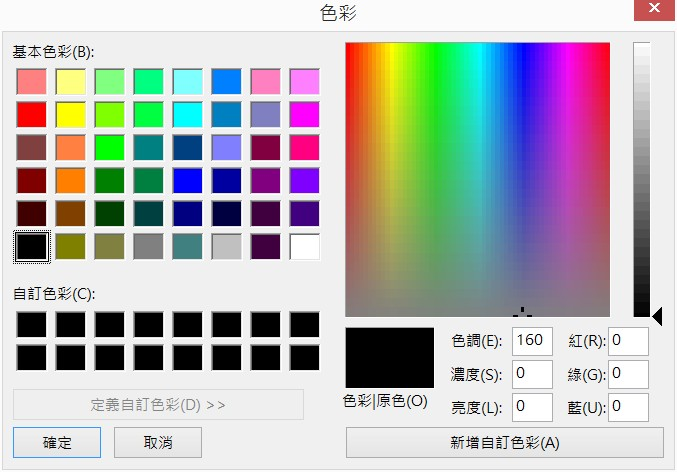 色彩
基本色彩(B):
自訂色彩(C):
定義自訂色彩(D) >>
確定 取消
色彩|原色(O)
色調(E): 160 紅(R): 0
濃度(S): 0 綠(G): 0
亮度(L): 0 藍(U): 0
新增自訂色彩(A)